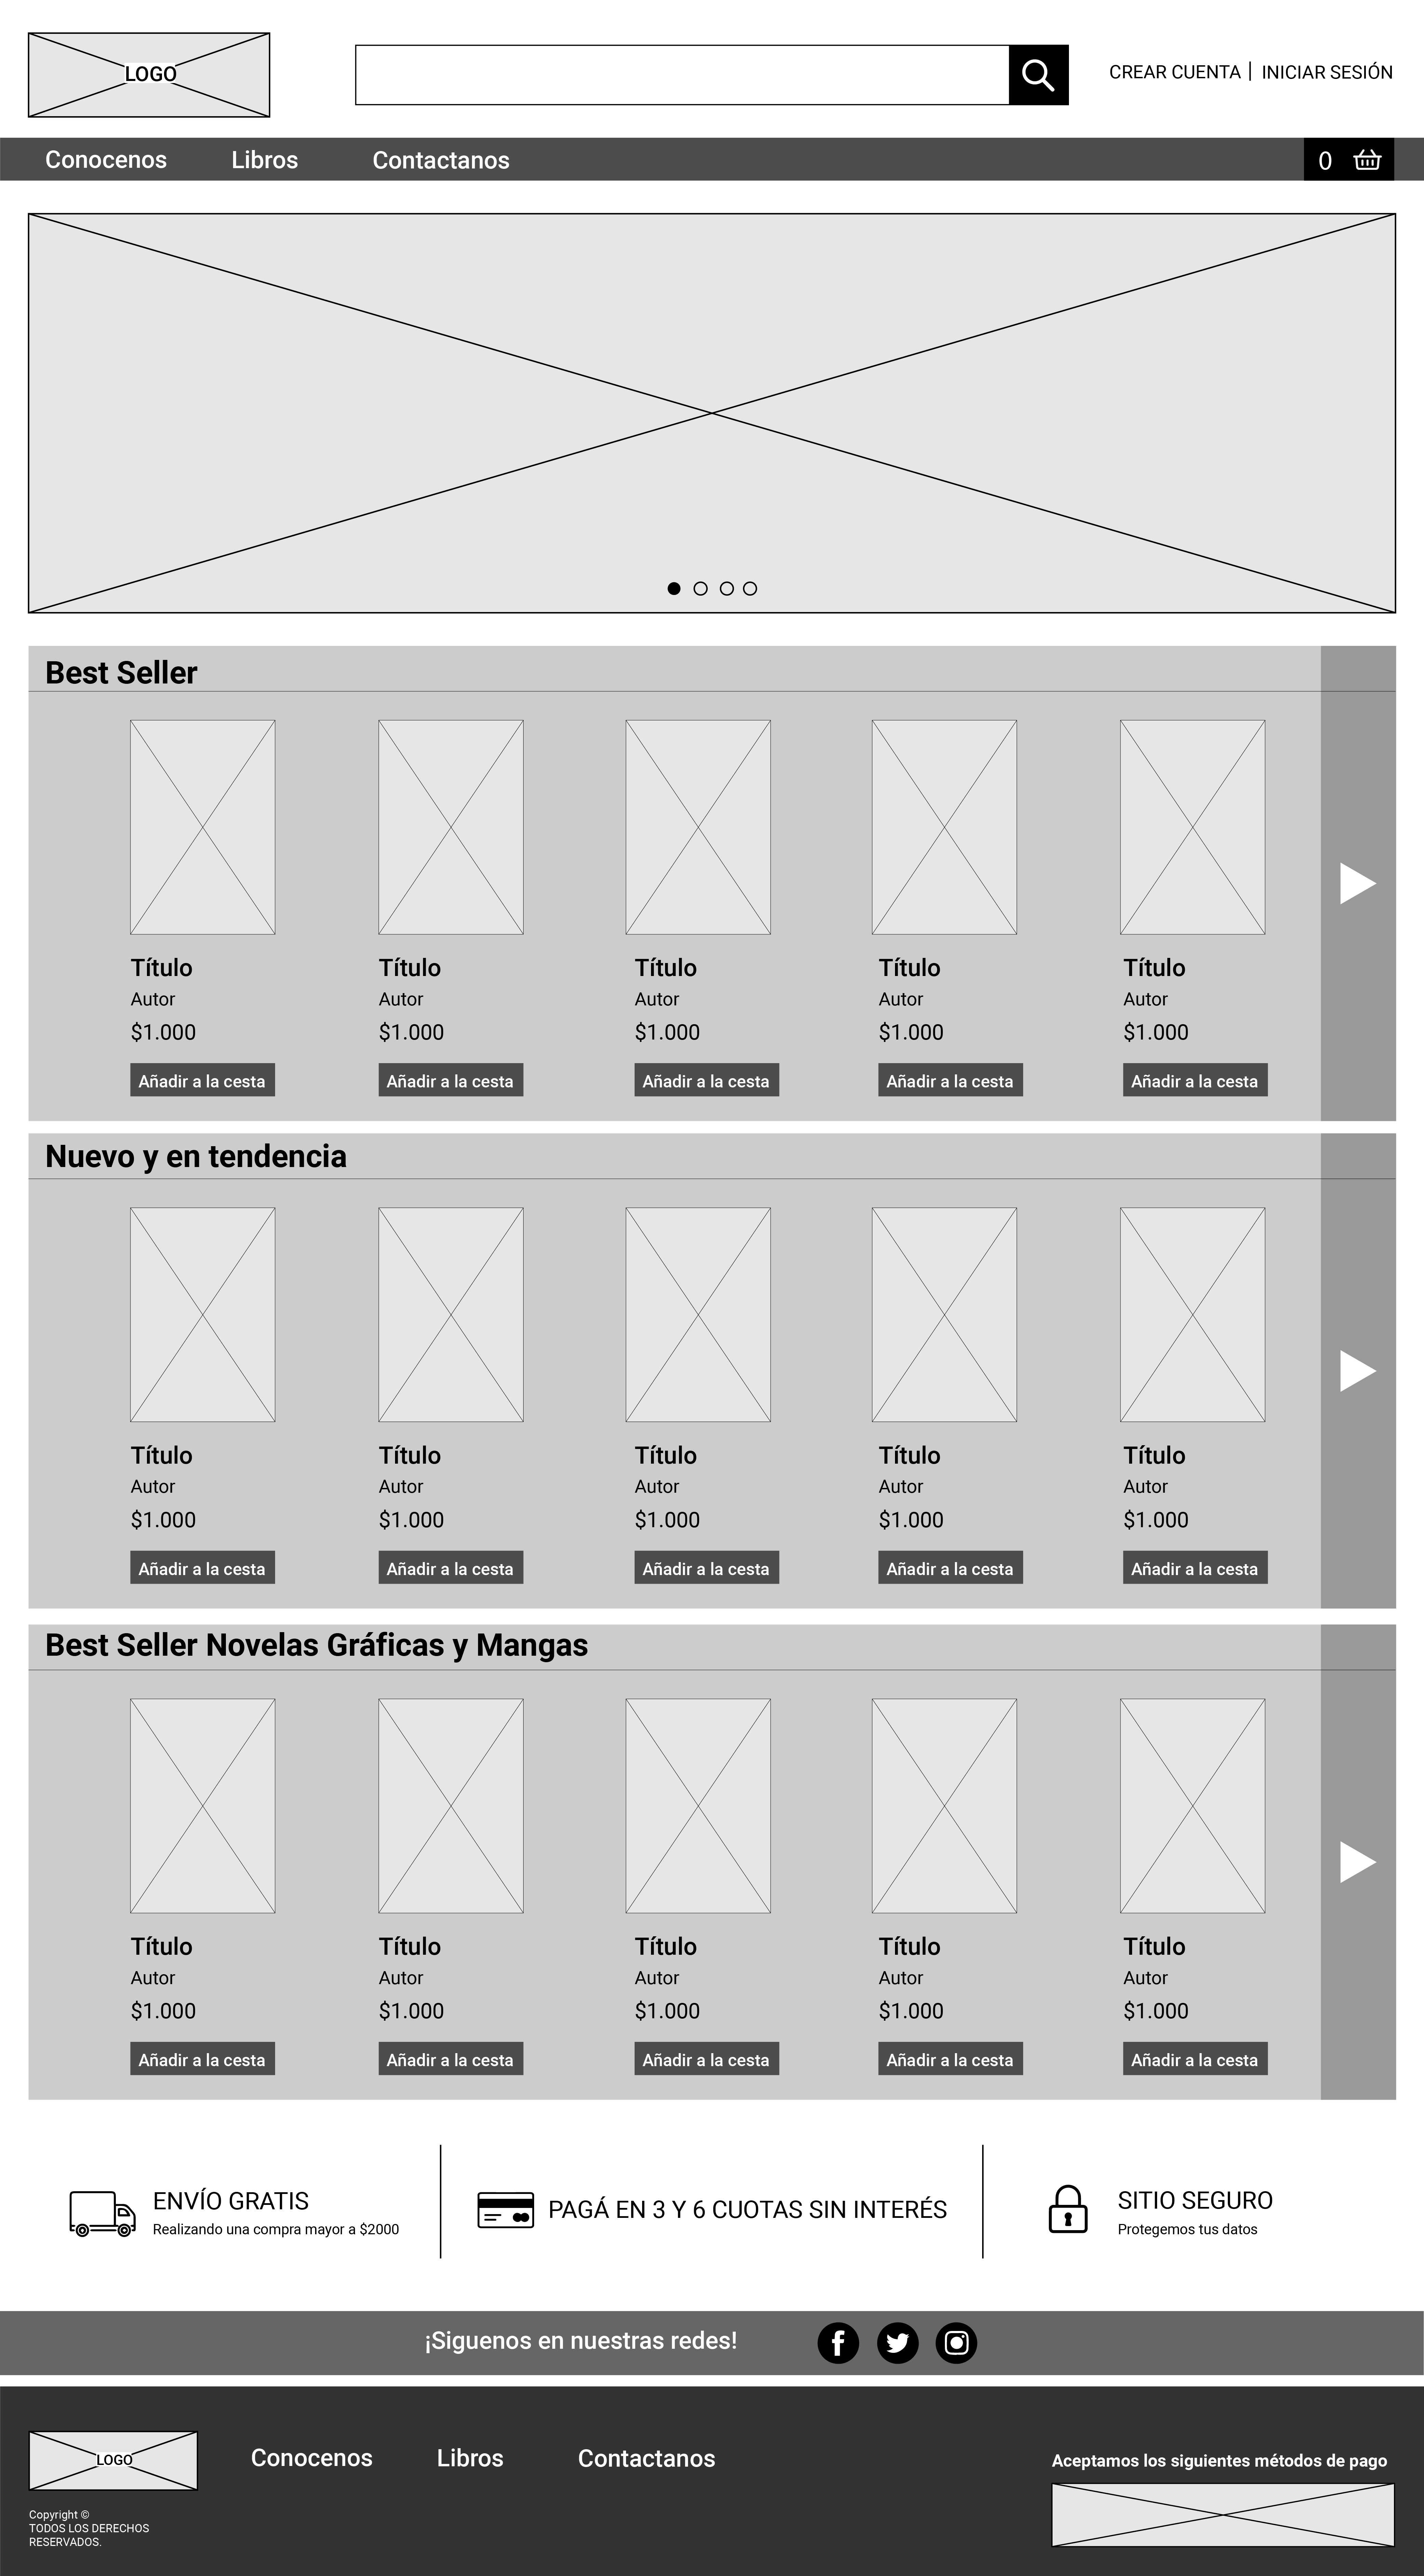 LOGO
CREAR CUENTA | INICIAR SESIÓN
Conocenos Libros Contactanos 0
Best Seller
Título Título Título Título Título
Autor Autor Autor Autor Autor
$1.000 $1.000 $1.000 $1.000 $1.000
Añadir a la cesta Añadir a la cesta Añadir a la cesta Añadir a la cesta Añadir a la cesta
Nuevo y en tendencia
Título Título Título Título Título
Autor Autor Autor Autor Autor
$1.000 $1.000 $1.000 $1.000 $1.000
Añadir a la cesta Añadir a la cesta Añadir a la cesta Añadir a la cesta Añadir a la cesta
Best Seller Novelas Gráficas y Mangas
Título Título Título Título Título
Autor Autor Autor Autor Autor
$1.000 $1.000 $1.000 $1.000 $1.000
Añadir a la cesta Añadir a la cesta Añadir a la cesta Añadir a la cesta Añadir a la cesta
ENVÍO GRATIS
Realizando una compra mayor a $2000
PAGÁ EN 3 Y 6 CUOTAS SIN INTERÉS
SITIO SEGURO
Protegemos tus datos
¡Siguenos en nuestras redes!
LOGO
Conocenos Libros Contactanos
Aceptamos los siguientes métodos de pago
Copyright ©
TODOS LOS DERECHOS
RESERVADOS.